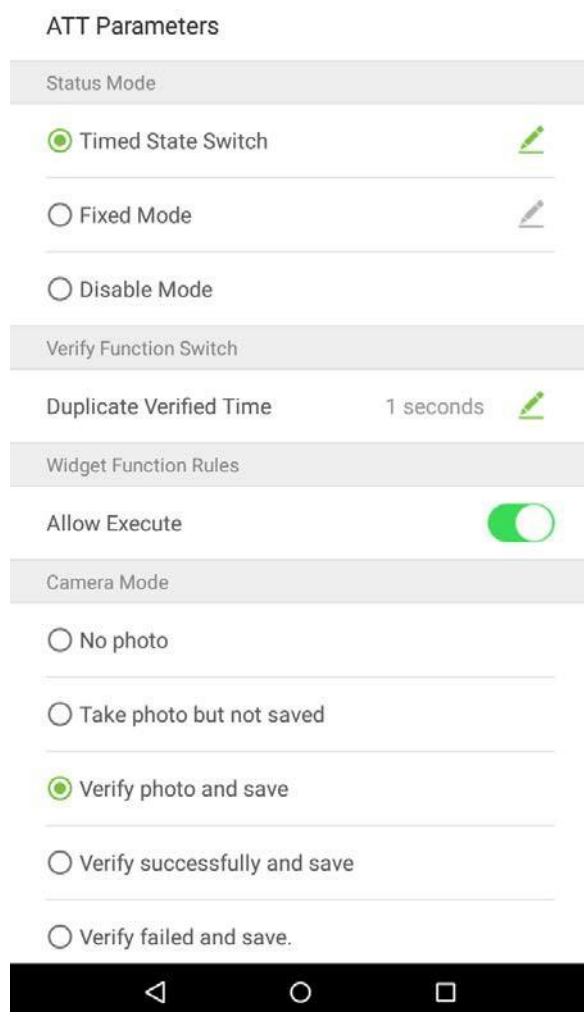 ATT Parameters
Status Mode
Timed State Switch
Fixed Mode
Disable Mode
Verify Function Switch
Duplicate Verified Time 1 seconds
Widget Function Rules
Allow Execute
Camera Mode
No photo
Take photo but not saved
Verify photo and save
Verify successfully and save
Verify failed and save.